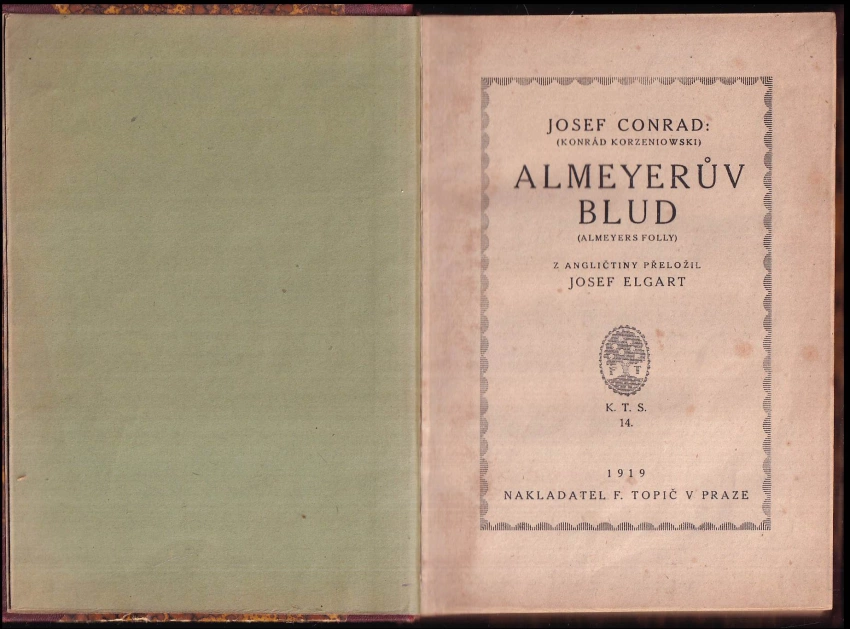 JOSEF CONRAD:
(KONRÁD KORZENIOWSKI)
ALMEYERŮV
BLUD
(ALMEYERS FOLLY)
Z ANGLIČTINY PŘELOŽIL
JOSEF ELGART
F T
K. T. S.
14.
1919
NAKLADATEL F. TOPIČ V PRAZE